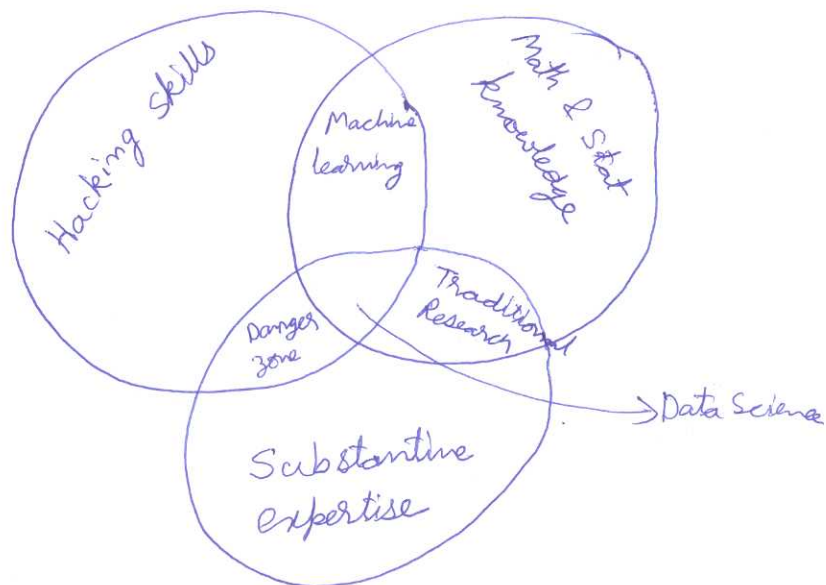 Hacking skills
Math & Stat
knowledge
Machine
learning
Traditional
Research
Danger
zone
Data Science
Substantive
expertise